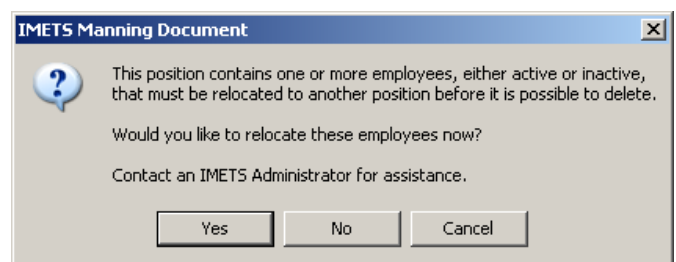 IMETS Manning Document
This position contains one or more employees, either active or inactive,
that must be relocated to another position before it is possible to delete.
Would you like to relocate these employees now?
Contact an IMETS Administrator for assistance.
Yes No Cancel